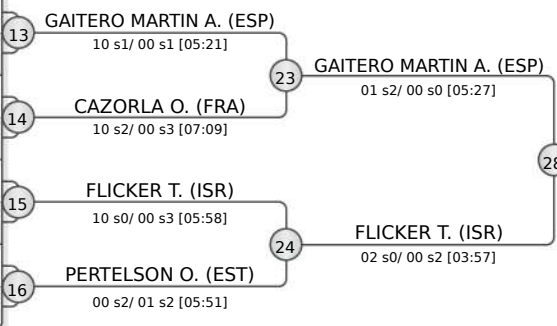 13
GAITERO MARTIN A. (ESP)
10 s1/ 00 s1 [05:21]
23
GAITERO MARTIN A. (ESP)
01 s2/ 00 s0 [05:27]
14
CAZORLA O. (FRA)
10 s2/ 00 s3 [07:09]
28
15
FLICKER T. (ISR)
10 s0/ 00 s3 [05:58]
24
FLICKER T. (ISR)
02 s0/ 00 s2 [03:57]
16
PERTELSON O. (EST)
00 s2/ 01 s2 [05:51]